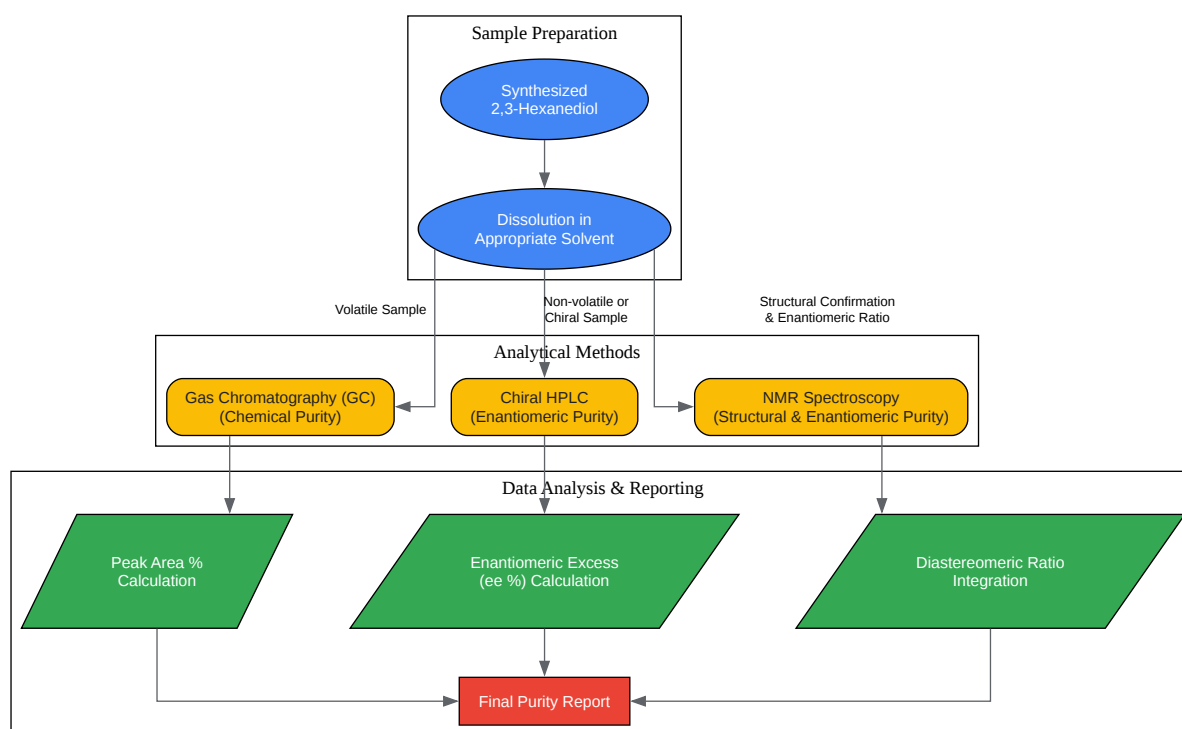 Sample Preparation
Synthesized
2,3-Hexanediol
Dissolution in
Appropriate Solvent
Volatile Sample
Non-volatile or
Chiral Sample
Structural Confirmation
& Enantiomeric Ratio
Analytical Methods
Gas Chromatography (GC)
(Chemical Purity)
Chiral HPLC
(Enantiomeric Purity)
NMR Spectroscopy
(Structural & Enantiomeric Purity)
Data Analysis & Reporting
Peak Area %
Calculation
Enantiomeric Excess
(ee %) Calculation
Diastereomeric Ratio
Integration
Final Purity Report